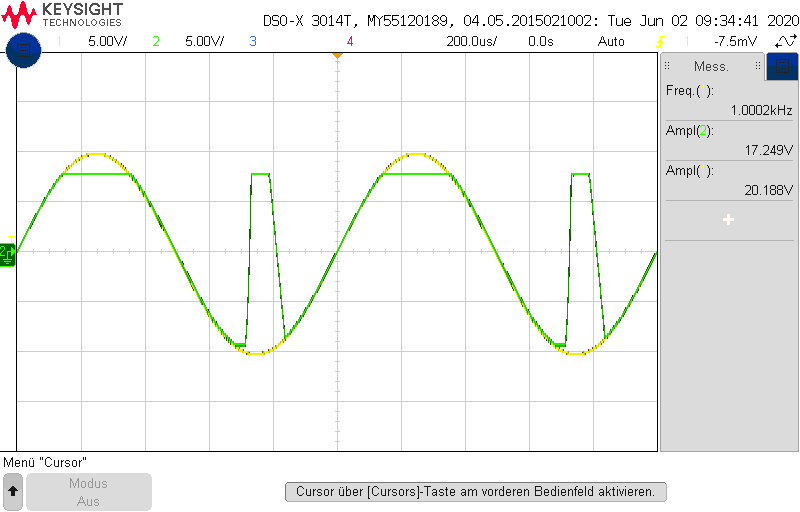 KEYSIGHT
TECHNOLOGIES
DSO-X 3014T, MY55120189, 04.05.2015021002: Tue Jun 02 09:34:41 2020
1 5.00V/ 2 5.00V/ 3 4 200.0us/ 0.0s Auto 1 -7.5mV
Mess.
Freq.(1):
1.0002kHz
Ampl(2):
17.249V
Ampl(1):
20.188V
2
Menü "Cursor"
Modus
Aus
Cursor über [Cursors]-Taste am vorderen Bedienfeld aktivieren.